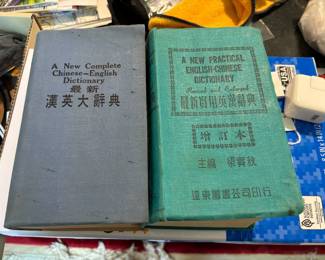 A New Complete
Chinese-English
Dictionary
最新
漢英大辭典
A NEW PRACTICAL
ENGLISH-CHINESE
DICTIONARY
Revised and Enlarged
最新實用英漢辭典
增訂本
主編 梁實秋
遠東圖書公司印行
USA